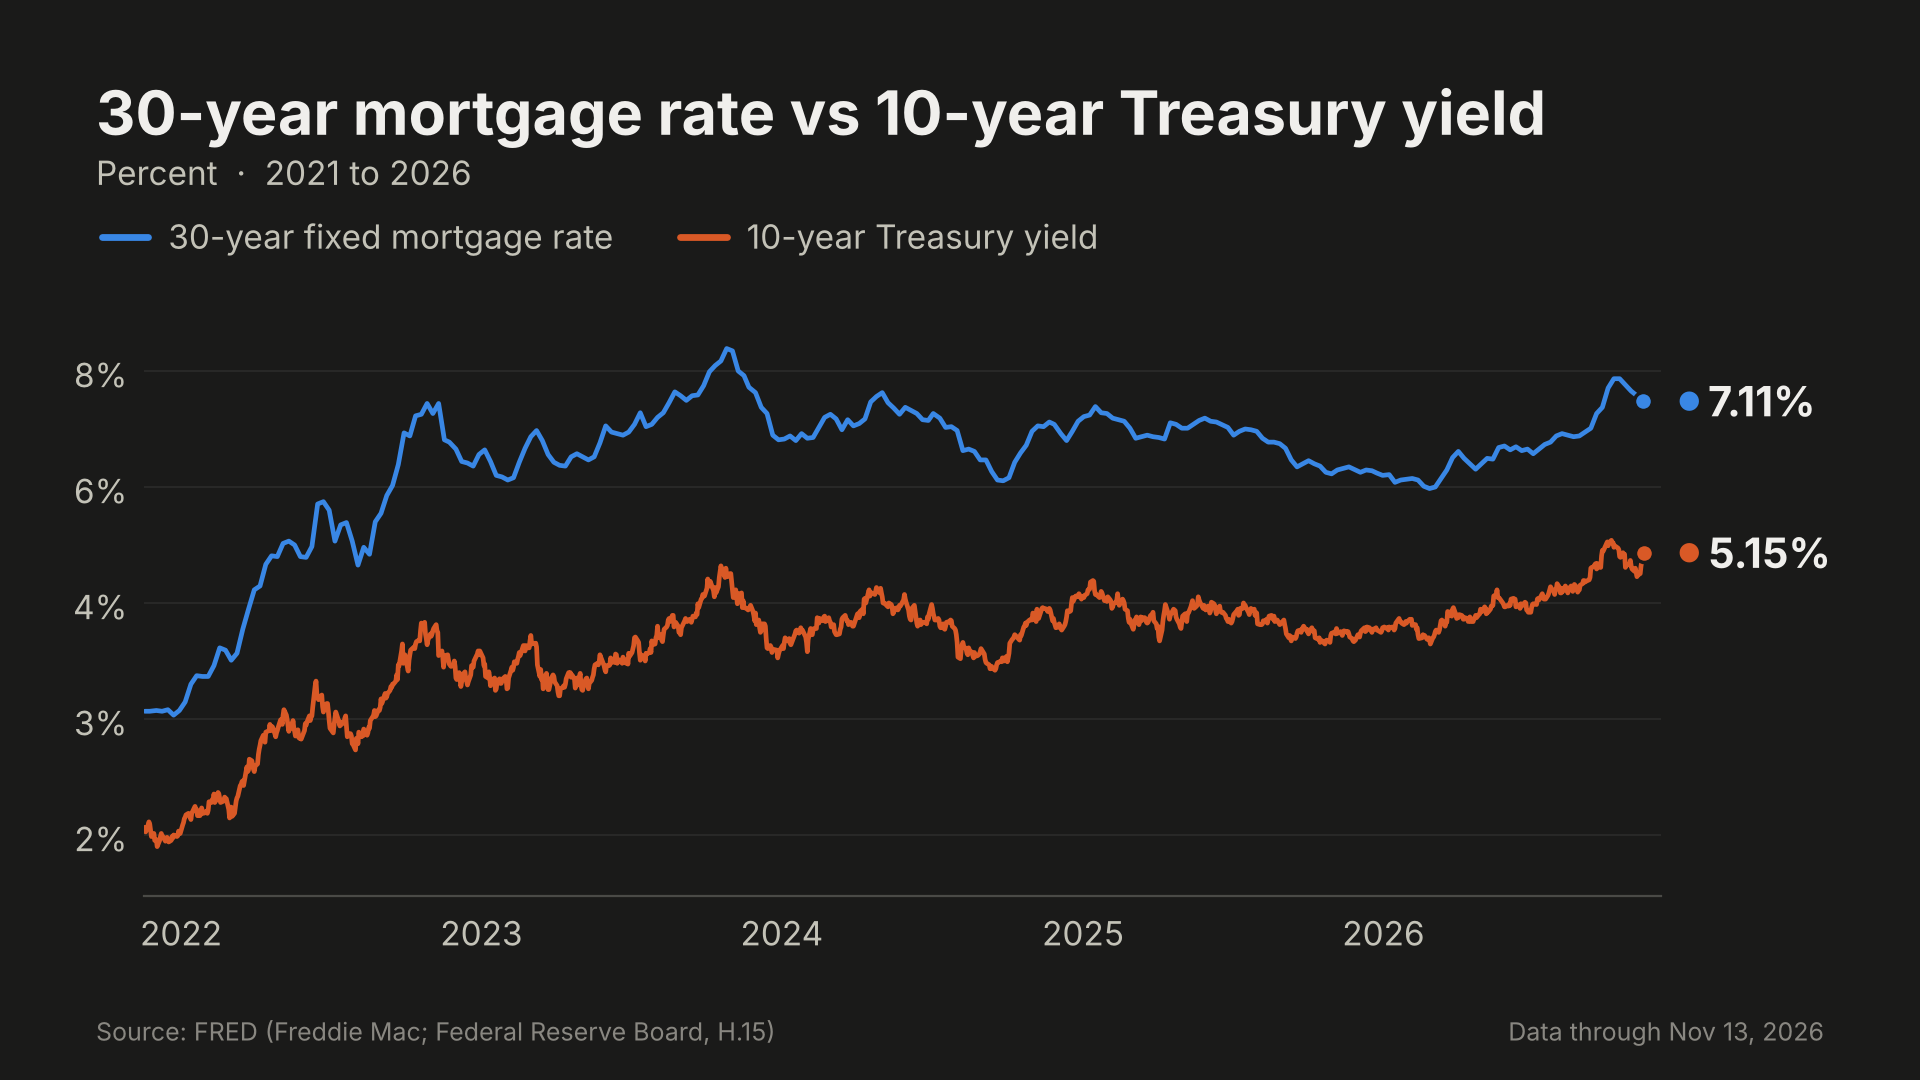 30-year mortgage rate vs 10-year Treasury yield
Percent · 2021 to 2026
30-year fixed mortgage rate
10-year Treasury yield
8%
7.11%
6%
5.15%
4%
3%
2%
2022
2023
2024
2025
2026
Source: FRED (Freddie Mac; Federal Reserve Board, H.15)
Data through Nov 13, 2026